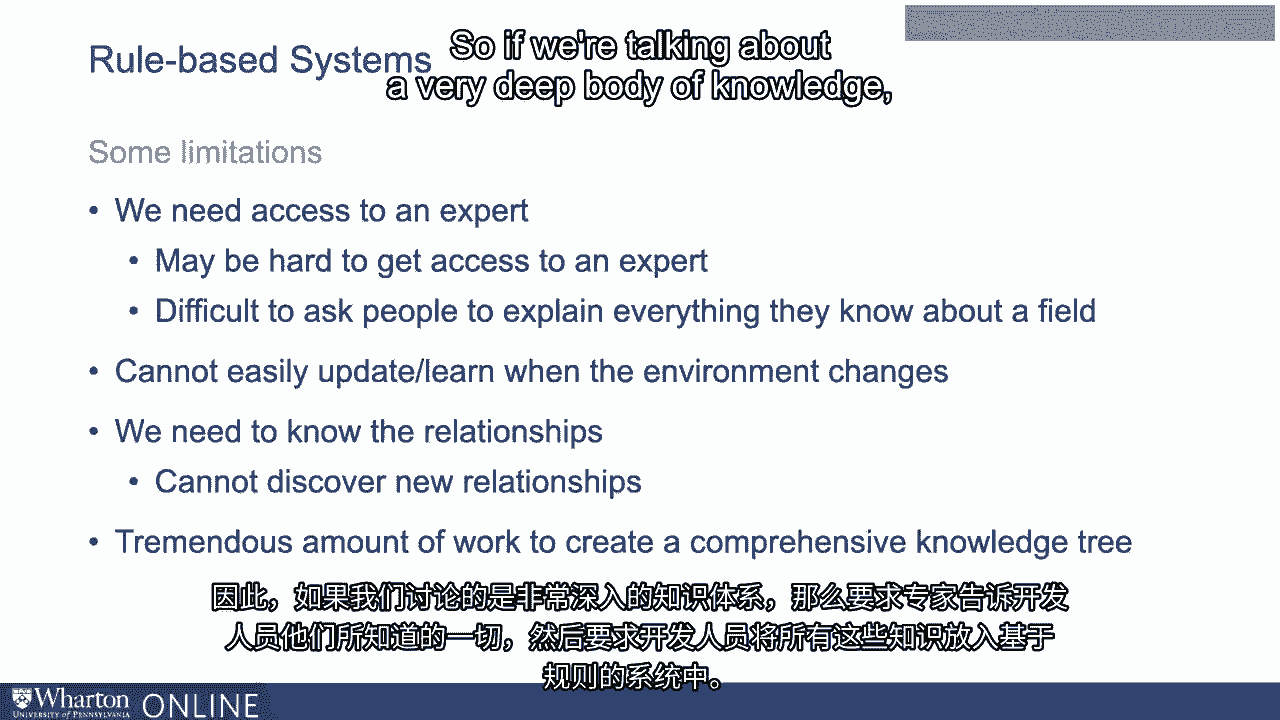 Rule-based Systems
So if we're talking about
a very deep body of knowledge,
Some limitations
• We need access to an expert
• May be hard to get access to an expert
• Difficult to ask people to explain everything they know about a field
• Cannot easily update/learn when the environment changes
• We need to know the relationships
• Cannot discover new relationships
• Tremendous amount of work to create a comprehensive knowledge tree
因此，如果我们讨论的是非常深入的知识体系，那么要求专家告诉开发
人员他们所知道的一切，然后要求开发人员将所有这些知识放入基于
规则的系统中。
Wharton ONLINE
UNIVERSITY of PENNSYLVANIA